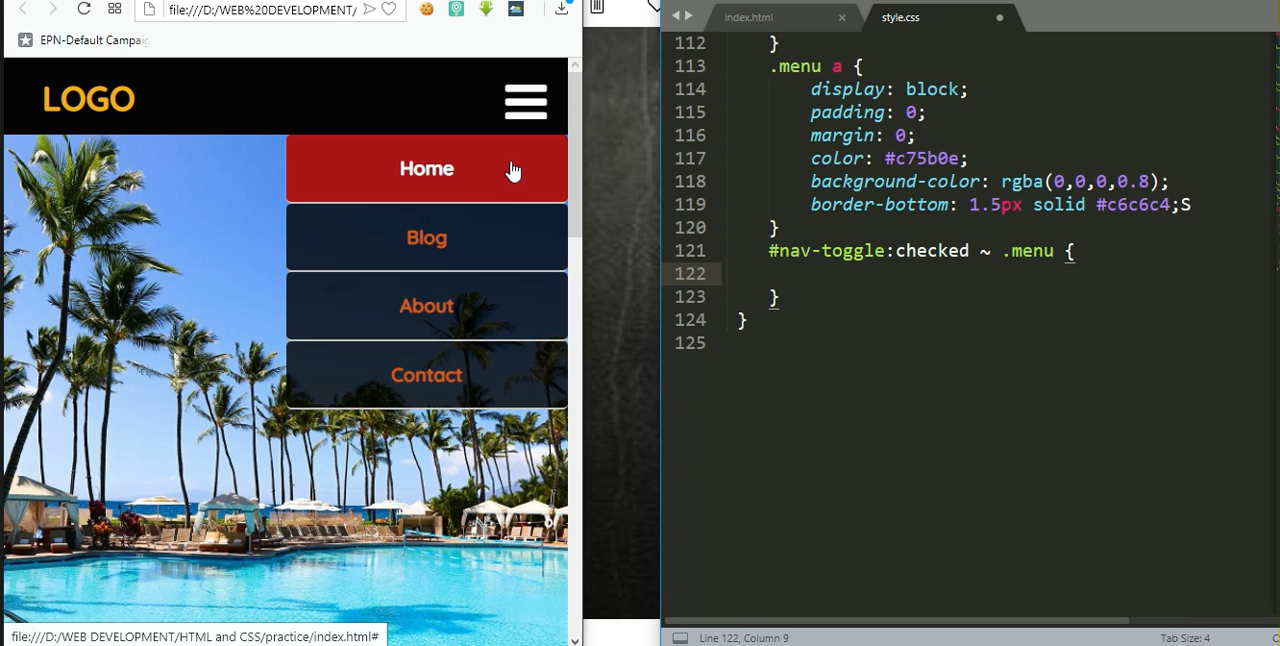 file:///D:/WEB%20DEVELOPMENT/
EPN-Default Campaig
LOGO
Home
Blog
About
Contact
file:///D:/WEB DEVELOPMENT/HTML and CSS/practice/index.html#
index.html
style.css
112 }
113 .menu a {
114 display: block;
115 padding: 0;
116 margin: 0;
117 color: #c75b0e;
118 background-color: rgba(0,0,0,0.8);
119 border-bottom: 1.5px solid #c6c6c4;S
120 }
121 #nav-toggle:checked ~ .menu {
122
123 }
124 }
125
Line 122, Column 9
Tab Size: 4